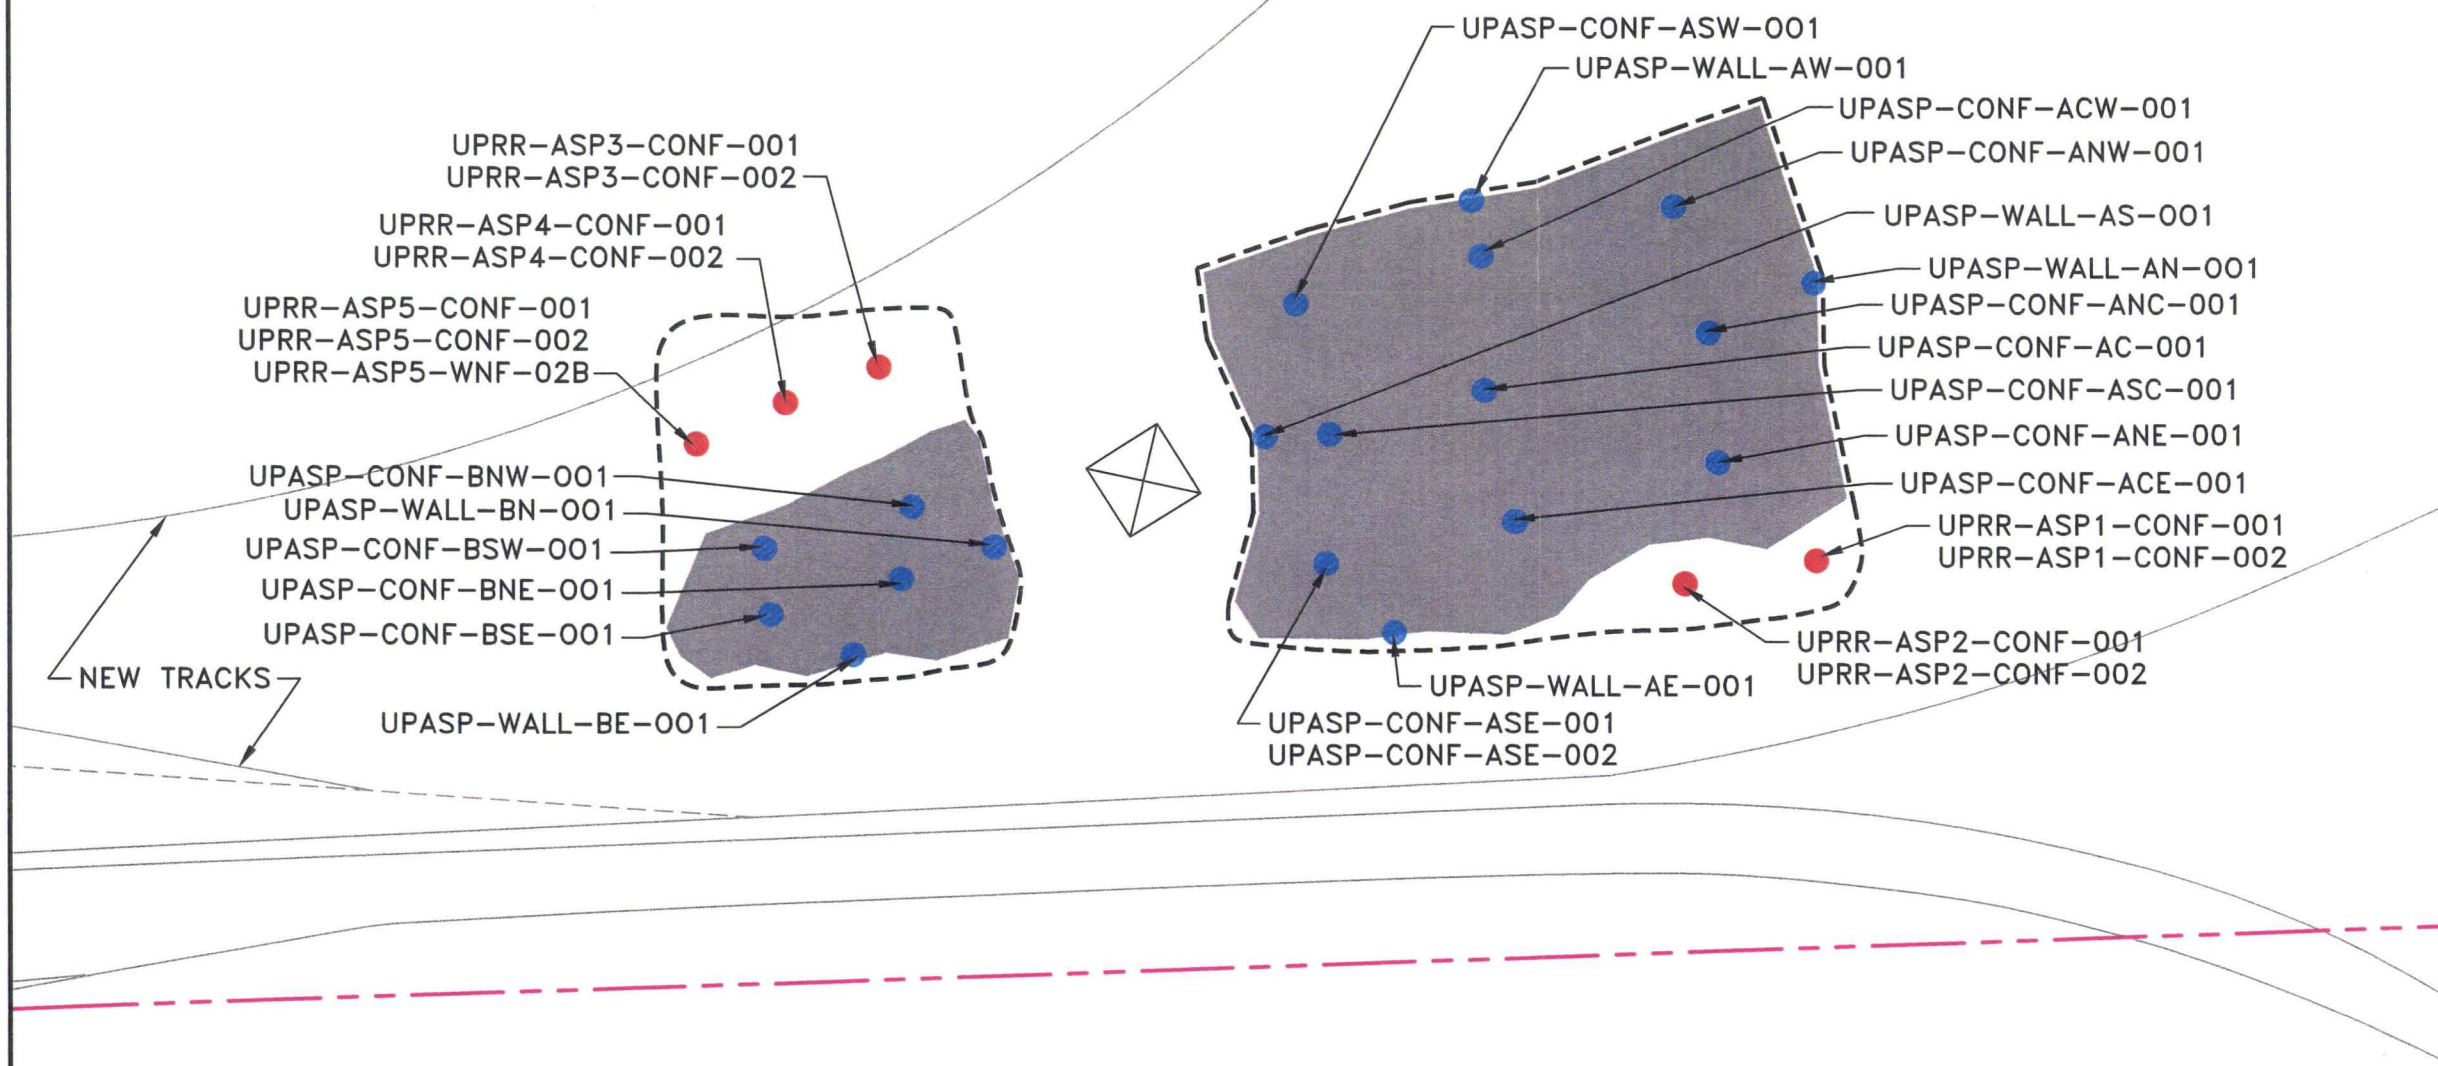 UPASP-CONF-ASW-001
UPASP-WALL-AW-001
UPASP-CONF-ACW-001
UPASP-CONF-ANW-001
UPASP-WALL-AS-001
UPASP-WALL-AN-001
UPASP-CONF-ANC-001
UPASP-CONF-AC-001
UPASP-CONF-ASC-001
UPASP-CONF-ANE-001
UPASP-CONF-ACE-001
UPRR-ASP1-CONF-001
UPRR-ASP1-CONF-002
UPRR-ASP2-CONF-001
UPRR-ASP2-CONF-002
UPASP-WALL-AE-001
UPASP-CONF-ASE-001
UPASP-CONF-ASE-002
UPRR-ASP3-CONF-001
UPRR-ASP3-CONF-002
UPRR-ASP4-CONF-001
UPRR-ASP4-CONF-002
UPRR-ASP5-CONF-001
UPRR-ASP5-CONF-002
UPRR-ASP5-WNF-02B
UPASP-CONF-BNW-001
UPASP-WALL-BN-001
UPASP-CONF-BSW-001
UPASP-CONF-BNE-001
UPASP-CONF-BSE-001
NEW TRACKS
UPASP-WALL-BE-001